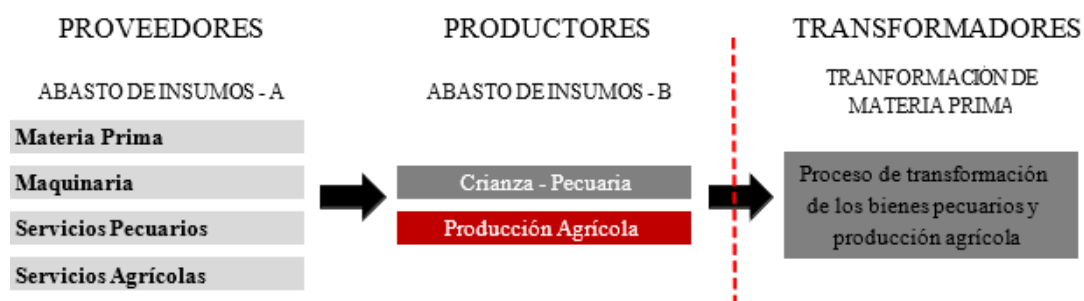 PROVEEDORES
ABASTO DE INSUMOS - A
Materia Prima
Maquinaria
Servicios Pecuarios
Servicios Agrícolas
PRODUCTORES
ABASTO DE INSUMOS - B
Crianza - Pecuaria
Producción Agrícola
TRANSFORMADORES
TRANFORMACIÓN DE
MATERIA PRIMA
Proceso de transformación
de los bienes pecuarios y
producción agrícola